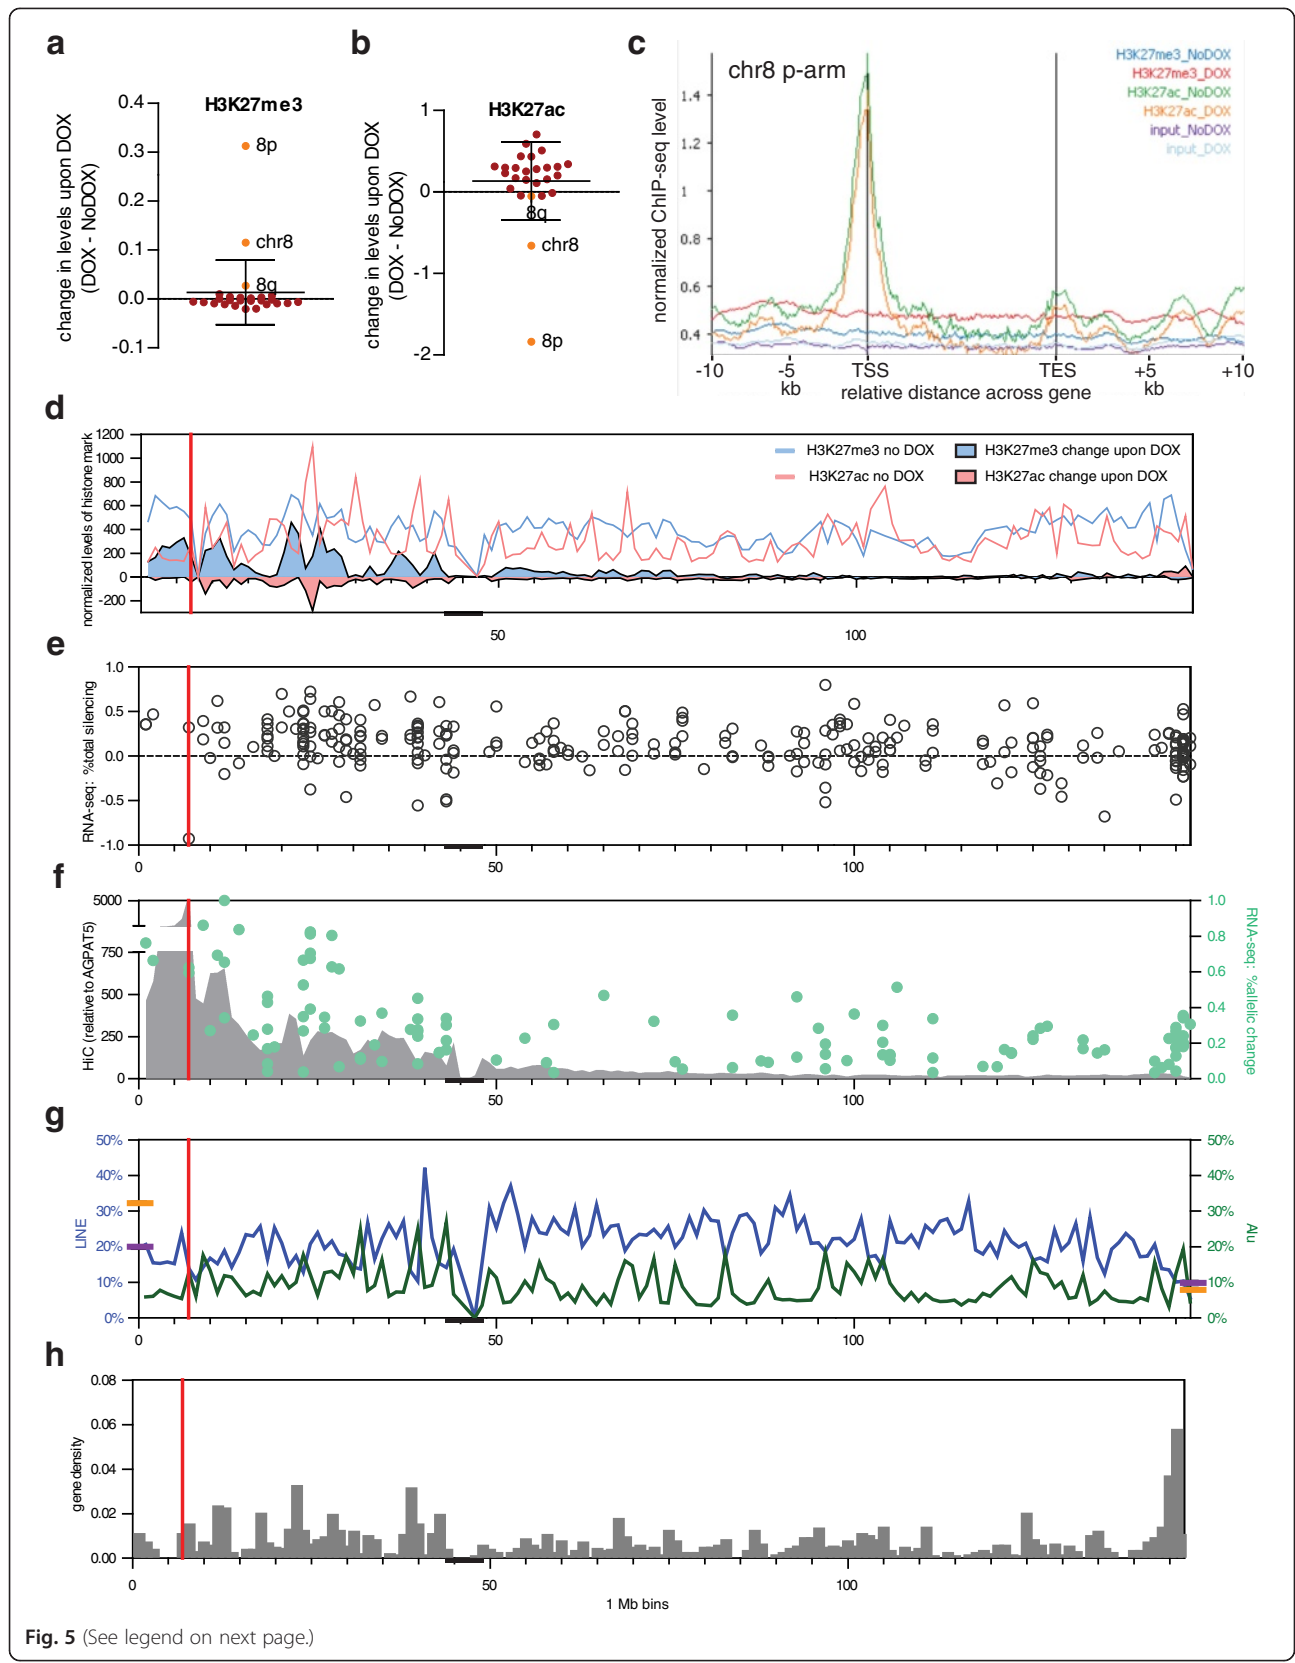 a
H3K27me3
change in levels upon DOX
(DOX - NoDOX)
0.4
0.3
0.2
0.1
0.0
-0.1
8p
chr8
8q
b
H3K27ac
change in levels upon DOX
(DOX - NoDOX)
1
0
-1
-2
8q
chr8
8p
c
chr8 p-arm
H3K27me3_NoDOX
H3K27me3_DOX
H3K27ac_NoDOX
H3K27ac_DOX
input_NoDOX
input_DOX
normalized ChIP-seq level
1.4
1.2
1
0.8
0.6
0.4
-10 -5 TSS TES +5 +10
kb kb
relative distance across gene
d
normalized levels of histone mark
1200
1000
800
600
400
200
0
-200
H3K27me3 no DOX
H3K27me3 change upon DOX
H3K27ac no DOX
H3K27ac change upon DOX
50 100
e
RNA-seq: %total silencing
1.0
0.5
0.0
-0.5
-1.0
0 50 100
f
HiC (relative to AGPAT5)
5000
750
500
250
0
1.0
0.8
0.6
0.4
0.2
0.0
RNA-seq: %allelic change
0 50 100
g
LINE
50%
40%
30%
20%
10%
0%
50%
40%
30%
20%
10%
0%
Alu
0 50 100
h
gene density
0.08
0.06
0.04
0.02
0.00
0 50 100
1 Mb bins
Fig. 5 (See legend on next page.)